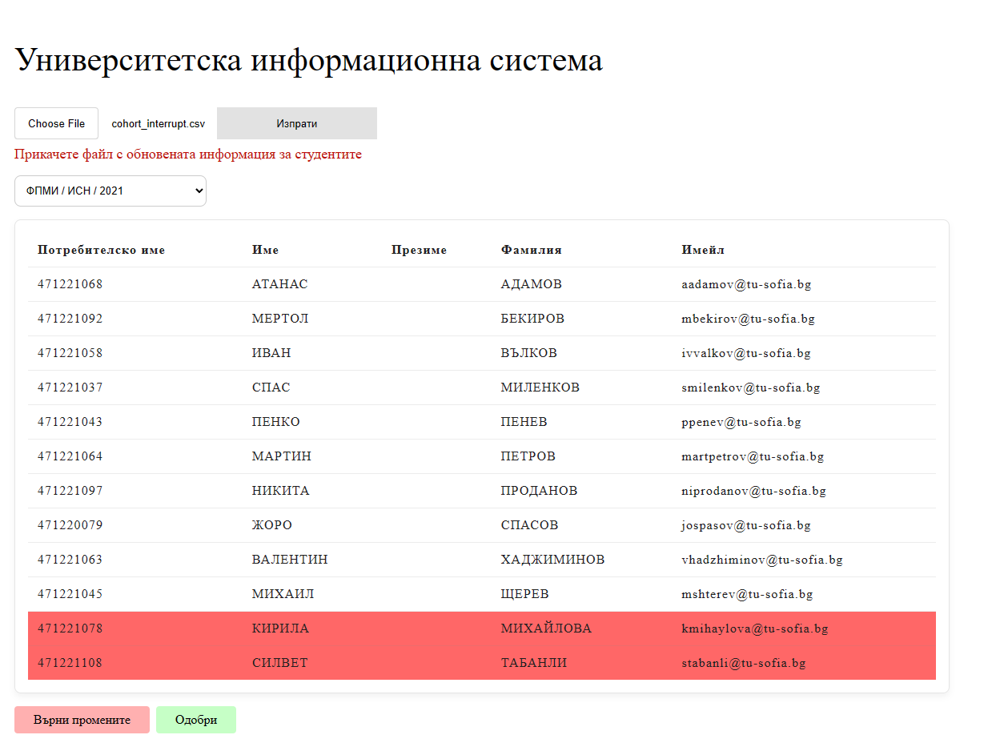 Университетска информационна система
Choose File cohort_interrupt.csv Изпрати
Прикачете файл с обновената информация за студентите
ФПМИ / ИСН / 2021
Потребителско име Име Презиме Фамилия Имейл
471221068 АТАНАС АДАМОВ aadamov@tu-sofia.bg
471221092 МЕРТОЛ БЕКИРОВ mbekirov@tu-sofia.bg
471221058 ИВАН ВЪЛКОВ ivvalkov@tu-sofia.bg
471221037 СПАС МИЛЕНКОВ smilenkov@tu-sofia.bg
471221043 ПЕНКО ПЕНЕВ ppenev@tu-sofia.bg
471221064 МАРТИН ПЕТРОВ martpetrov@tu-sofia.bg
471221097 НИКИТА ПРОДАНОВ niprodanov@tu-sofia.bg
471220079 ЖОРО СПАСОВ jospasov@tu-sofia.bg
471221063 ВАЛЕНТИН ХАДЖИМИНОВ vhadzhiminov@tu-sofia.bg
471221045 МИХАИЛ ЩЕРЕВ mshterev@tu-sofia.bg
471221078 КИРИЛА МИХАЙЛОВА kmihaylova@tu-sofia.bg
471221108 СИЛВЕТ ТАБАНЛИ stabanli@tu-sofia.bg
Върни промените Одобри